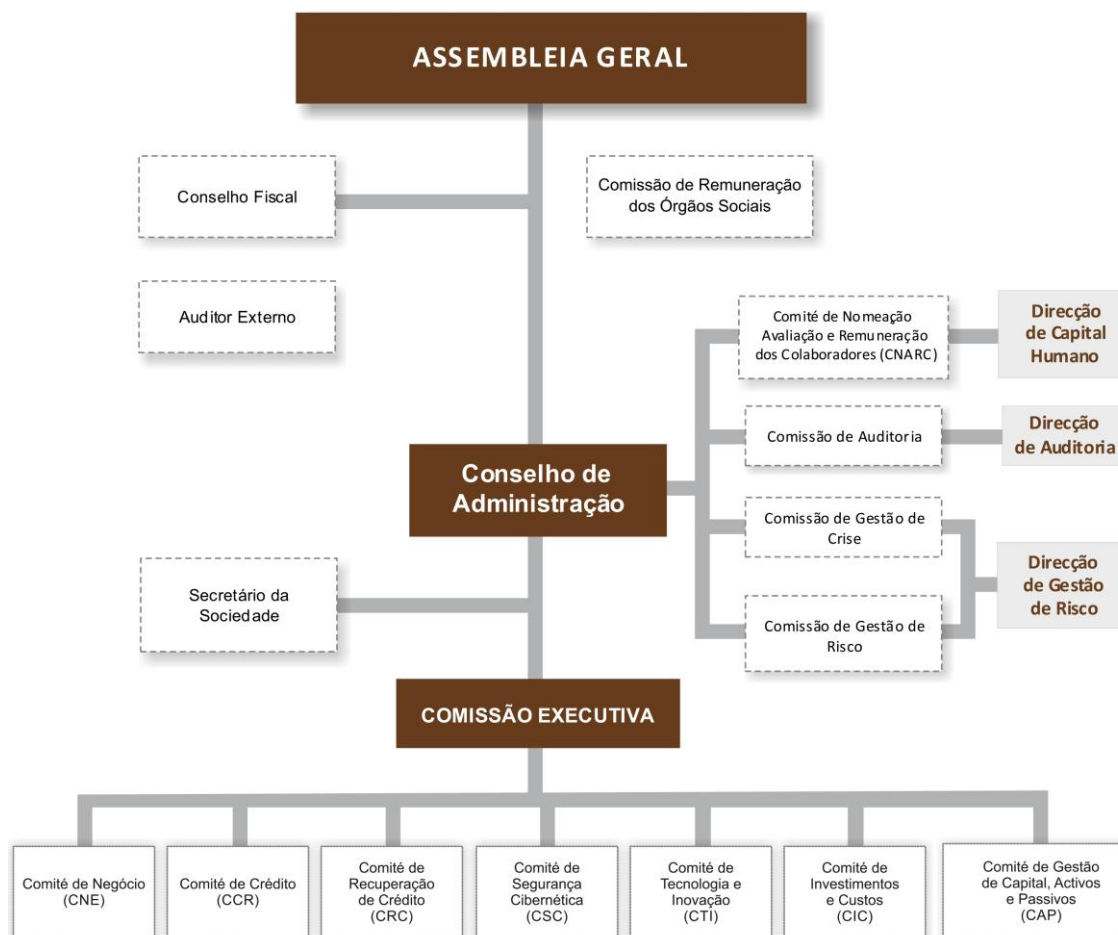 ASSEMBLEIA GERAL
Conselho Fiscal
Comissão de Remuneração
dos Órgãos Sociais
Auditor Externo
Comité de Nomeação
Avaliação e Remuneração
dos Colaboradores (CNARC)
Direcção
de Capital
Humano
Comissão de Auditoria
Direcção
de Auditoria
Conselho de
Administração
Comissão de Gestão de
Crise
Direcção
de Gestão
de Risco
Comissão de Gestão de
Risco
Secretário da
Sociedade
COMISSÃO EXECUTIVA
Comité de Negócio
(CNE)
Comité de Crédito
(CCR)
Comité de
Recuperação
de Crédito
(CRC)
Comité de
Segurança
Cibernética
(CSC)
Comité de
Tecnologia e
Inovação
(CTI)
Comité de
Investimentos
e Custos
(CIC)
Comité de Gestão
de Capital, Activos
e Passivos
(CAP)